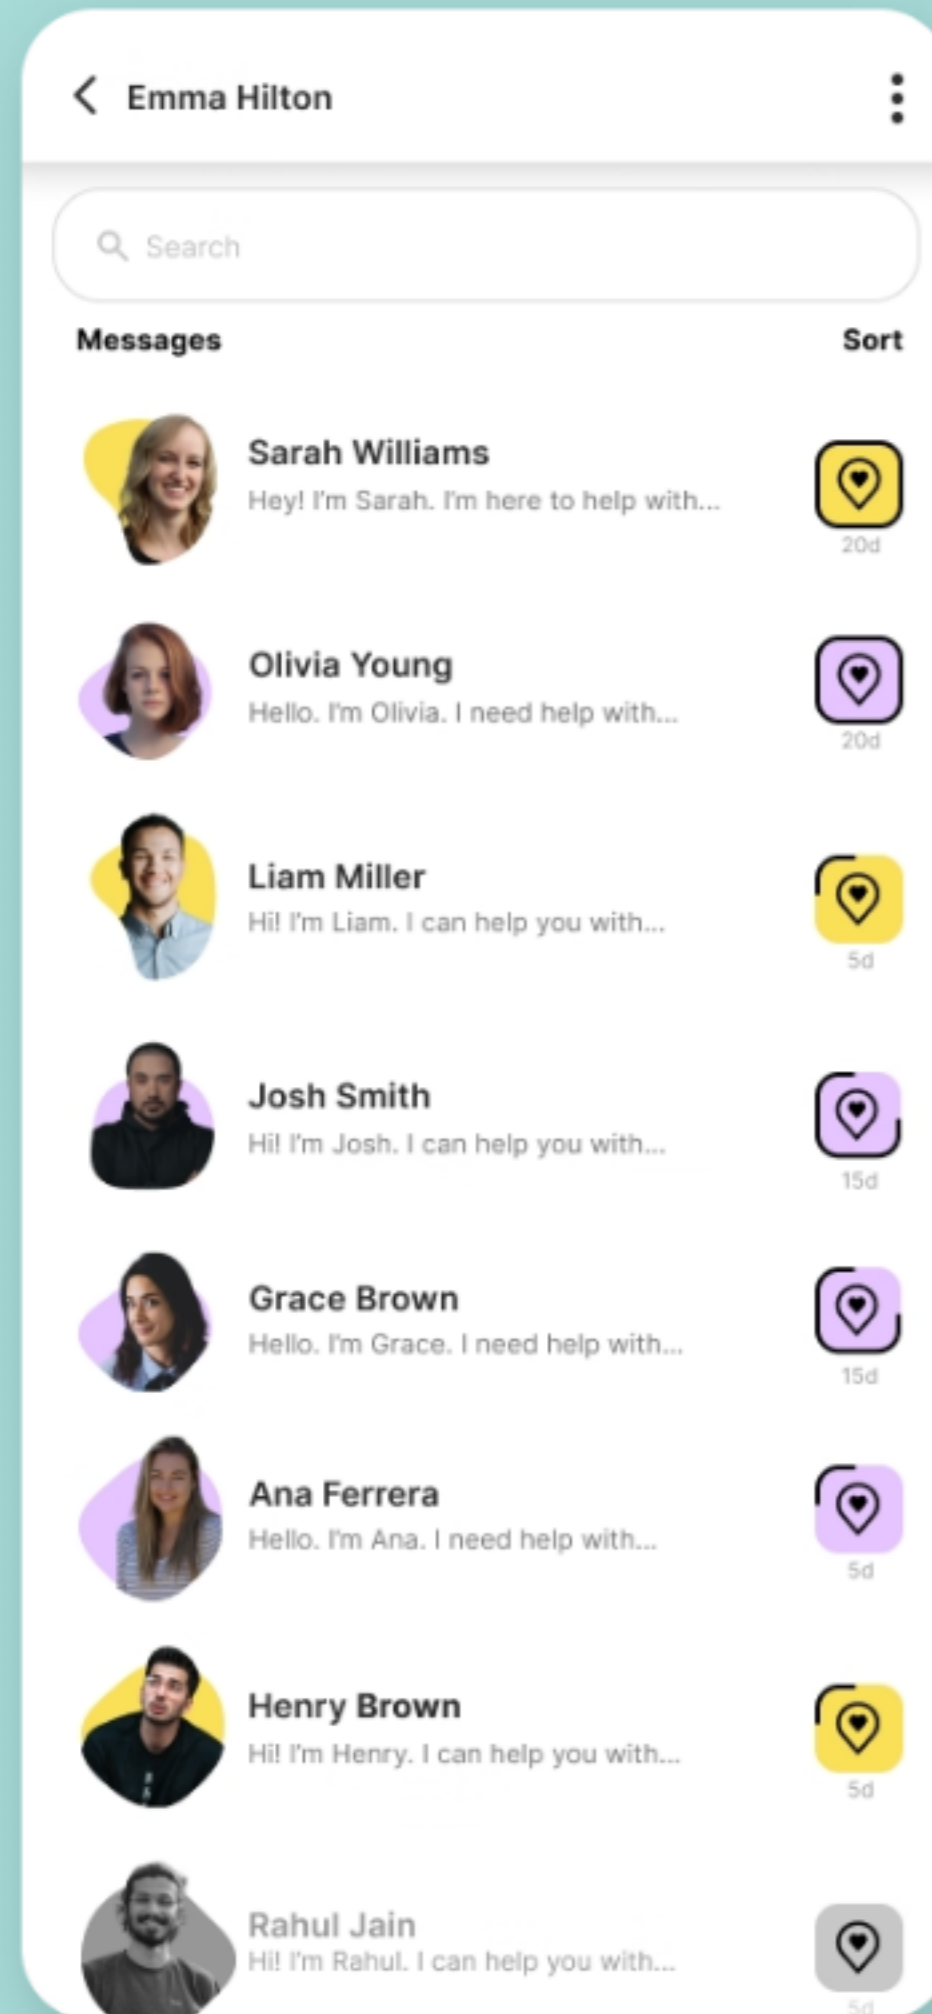 Emma Hilton
Search
Messages Sort
Sarah Williams
Hey! I'm Sarah. I'm here to help with...
20d
Olivia Young
Hello. I'm Olivia. I need help with...
20d
Liam Miller
Hi! I'm Liam. I can help you with...
5d
Josh Smith
Hi! I'm Josh. I can help you with...
15d
Grace Brown
Hello. I'm Grace. I need help with...
15d
Ana Ferrera
Hello. I'm Ana. I need help with...
5d
Henry Brown
Hi! I'm Henry. I can help you with...
5d
Rahul Jain
Hi! I'm Rahul. I can help you with...
5d